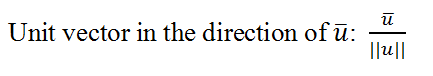 Unit vector in the direction of u̅: u̅/||u||